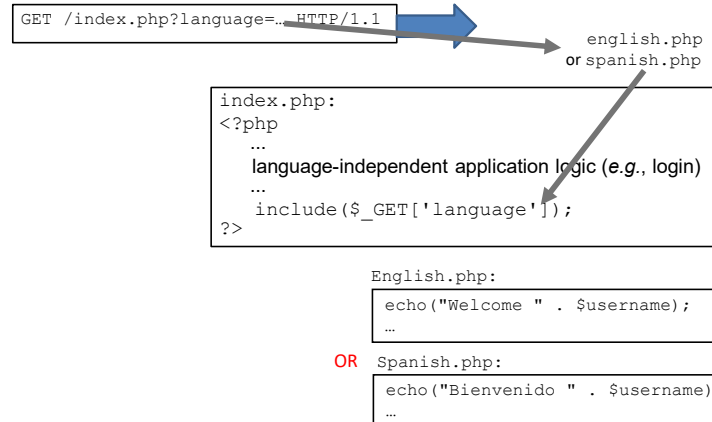 GET /index.php?language=… HTTP/1.1
english.php
or spanish.php
index.php:
<?php
...
language-independent application logic (e.g., login)
...
include($_GET['language']);
?>
English.php:
echo("Welcome " . $username);
…
OR Spanish.php:
echo("Bienvenido " . $username)
…